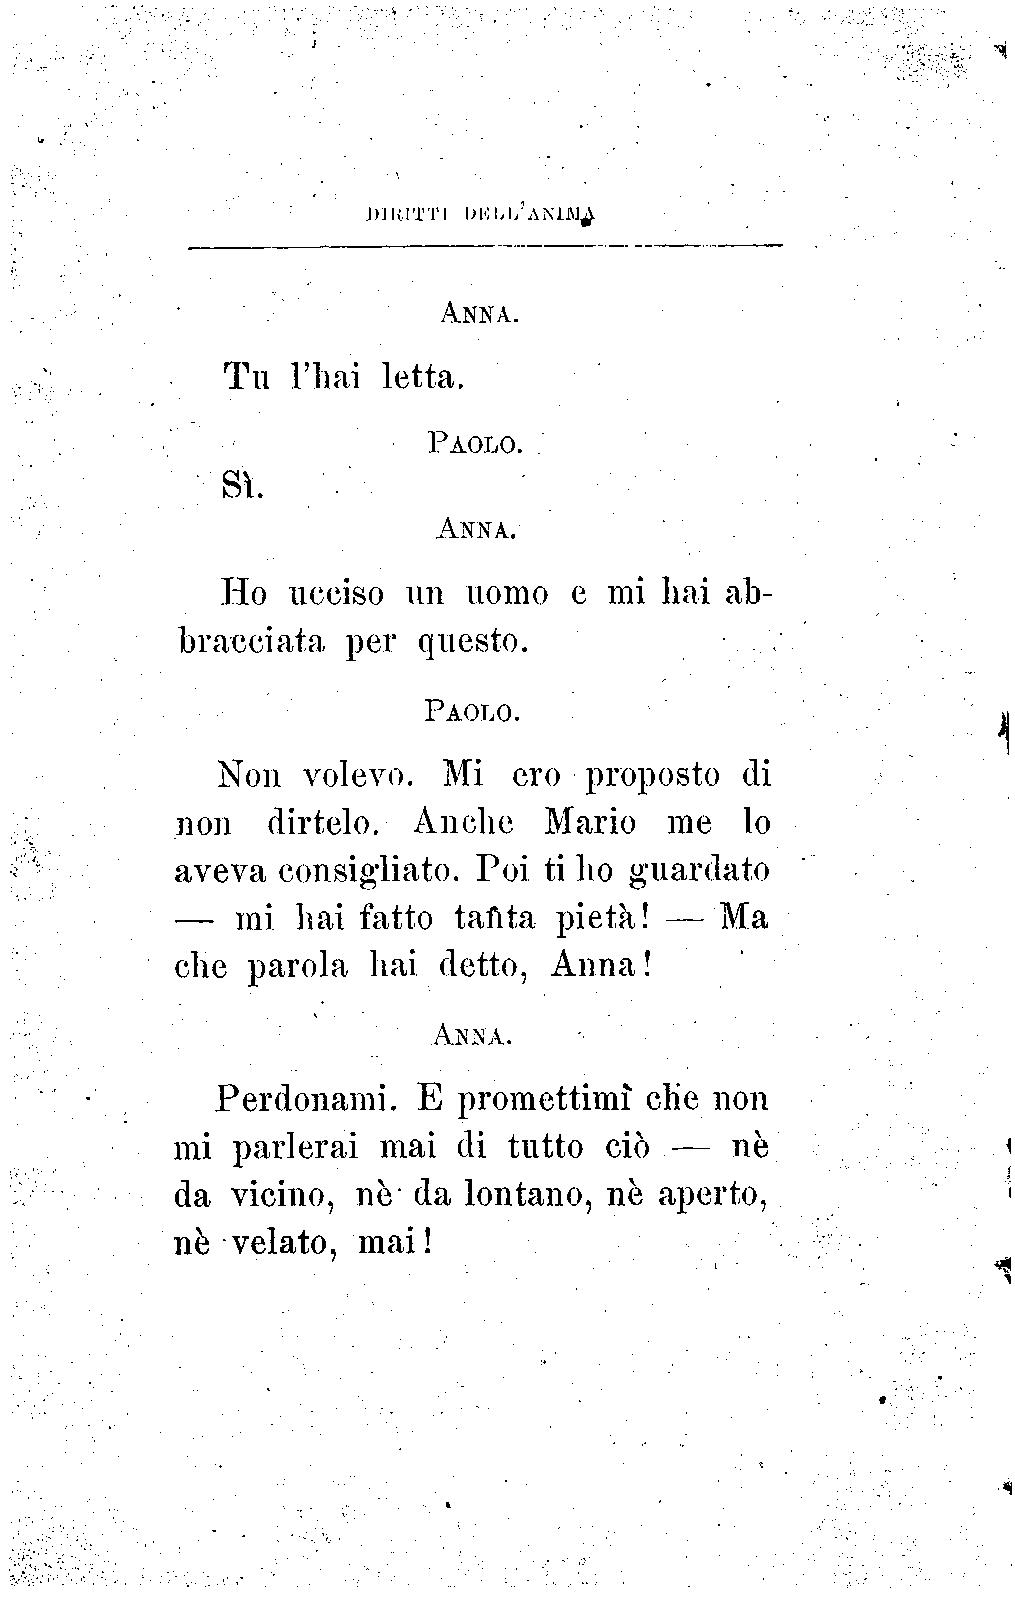 DIRITTI DELL'ANIMA
ANNA.
Tu l'hai letta.
PAOLO.
Sì.
ANNA.
Ho ucciso un uomo e mi hai ab-
bracciata per questo.
PAOLO.
Non volevo. Mi ero proposto di
non dirtelo. Anche Mario me lo
aveva consigliato. Poi ti ho guardato
— mi hai fatto tanta pietà! — Ma
che parola hai detto, Anna!
ANNA.
Perdonami. E promettimi che non
mi parlerai mai di tutto ciò — nè
da vicino, nè da lontano, nè aperto,
nè velato, mai!